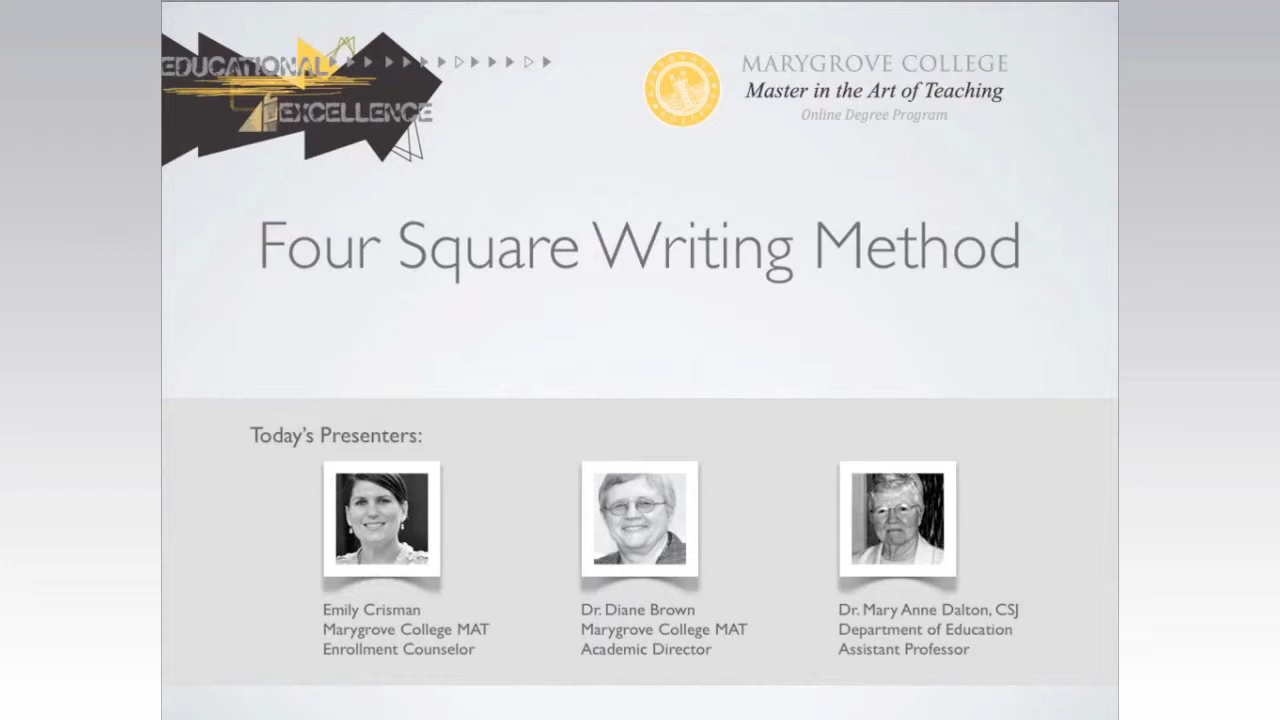 EDUCATIONAL
EXCELLENCE
MARYGROVE COLLEGE
Master in the Art of Teaching
Online Degree Program
Four Square Writing Method
Today's Presenters:
Emily Crisman
Marygrove College MAT
Enrollment Counselor
Dr. Diane Brown
Marygrove College MAT
Academic Director
Dr. Mary Anne Dalton, CSJ
Department of Education
Assistant Professor